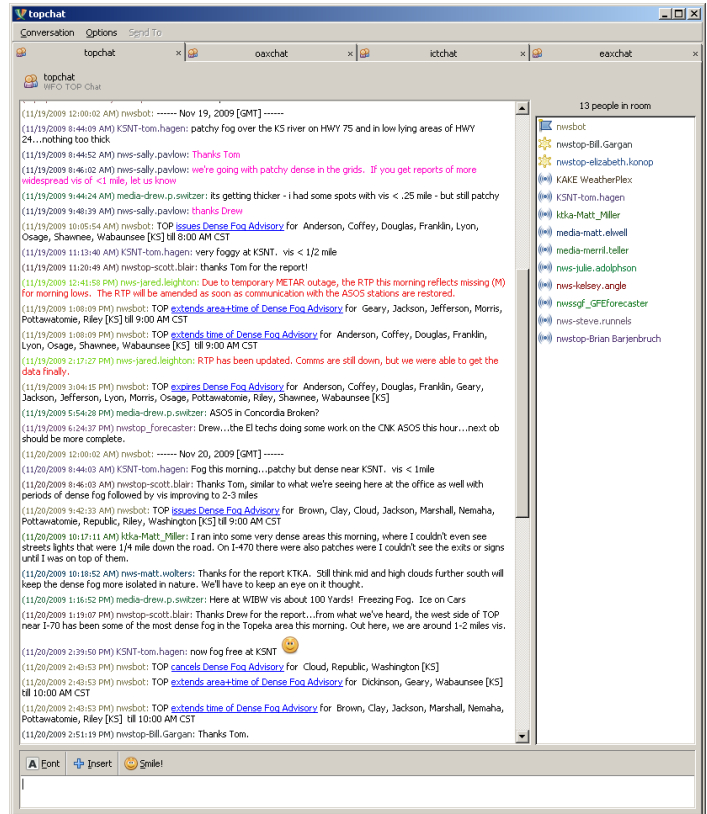 topchat
Conversation Options Send To
topchat × oaxchat × ictchat × eaxchat ×
topchat
WFO TOP Chat
13 people in room
(11/19/2009 12:00:02 AM) nwsbot: ------ Nov 19, 2009 [GMT] ------
(11/19/2009 8:44:09 AM) KSNT-tom.hagen: patchy fog over the KS river on HWY 75 and in low lying areas of HWY
24...nothing too thick
(11/19/2009 8:44:52 AM) nws-sally.pavlow: Thanks Tom
(11/19/2009 8:46:02 AM) nws-sally.pavlow: we're going with patchy dense in the grids. If you get reports of more
widespread vis of <1 mile, let us know
(11/19/2009 9:44:24 AM) media-drew.p.switzer: its getting thicker - i had some spots with vis < .25 mile - but still patchy
(11/19/2009 9:48:39 AM) nws-sally.pavlow: thanks Drew
(11/19/2009 10:05:54 AM) nwsbot: TOP issues Dense Fog Advisory for Anderson, Coffey, Douglas, Franklin, Lyon,
Osage, Shawnee, Wabaunsee [KS] till 8:00 AM CST
(11/19/2009 11:13:40 AM) KSNT-tom.hagen: very foggy at KSNT. vis < 1/2 mile
(11/19/2009 11:20:49 AM) nwstop-scott.blair: thanks Tom for the report!
(11/19/2009 12:41:58 PM) nws-jared.leighton: Due to temporary METAR outage, the RTP this morning reflects missing (M)
for morning lows. The RTP will be amended as soon as communication with the ASOS stations are restored.
(11/19/2009 1:08:09 PM) nwsbot: TOP extends area+time of Dense Fog Advisory for Geary, Jackson, Jefferson, Morris,
Pottawatomie, Riley [KS] till 9:00 AM CST
(11/19/2009 1:08:09 PM) nwsbot: TOP extends time of Dense Fog Advisory for Anderson, Coffey, Douglas, Franklin,
Lyon, Osage, Shawnee, Wabaunsee [KS] till 9:00 AM CST
(11/19/2009 2:17:27 PM) nws-jared.leighton: RTP has been updated. Comms are still down, but we were able to get the
data finally.
(11/19/2009 3:04:15 PM) nwsbot: TOP expires Dense Fog Advisory for Anderson, Coffey, Douglas, Franklin, Geary,
Jackson, Jefferson, Lyon, Morris, Osage, Pottawatomie, Riley, Shawnee, Wabaunsee [KS]
(11/19/2009 5:54:28 PM) media-drew.p.switzer: ASOS in Concordia Broken?
(11/19/2009 6:24:37 PM) nwstop_forecaster: Drew...the El techs doing some work on the CNK ASOS this hour...next ob
should be more complete.
(11/20/2009 12:00:02 AM) nwsbot: ------ Nov 20, 2009 [GMT] ------
(11/20/2009 8:44:03 AM) KSNT-tom.hagen: Fog this morning...patchy but dense near KSNT. vis < 1mile
(11/20/2009 8:46:03 AM) nwstop-scott.blair: Thanks Tom, similar to what we're seeing here at the office as well with
periods of dense fog followed by vis improving to 2-3 miles
(11/20/2009 9:42:33 AM) nwsbot: TOP issues Dense Fog Advisory for Brown, Clay, Cloud, Jackson, Marshall, Nemaha,
Pottawatomie, Republic, Riley, Washington [KS] till 9:00 AM CST
(11/20/2009 10:17:11 AM) ktka-Matt_Miller: I ran into some very dense areas this morning, where I couldn't even see
streets lights that were 1/4 mile down the road. On I-470 there were also patches were I couldn't see the exits or signs
until I was on top of them.
(11/20/2009 10:18:52 AM) nws-matt.wolters: Thanks for the report KTKA. Still think mid and high clouds further south will
keep the dense fog more isolated in nature. We'll have to keep an eye on it thought.
(11/20/2009 1:16:52 PM) media-drew.p.switzer: Here at WIBW vis about 100 Yards! Freezing Fog. Ice on Cars
(11/20/2009 1:19:07 PM) nwstop-scott.blair: Thanks Drew for the report...from what we've heard, the west side of TOP
near I-70 has been some of the most dense fog in the Topeka area this morning. Out here, we are around 1-2 miles vis.
(11/20/2009 2:39:50 PM) KSNT-tom.hagen: now fog free at KSNT
(11/20/2009 2:43:53 PM) nwsbot: TOP cancels Dense Fog Advisory for Cloud, Republic, Washington [KS]
(11/20/2009 2:43:53 PM) nwsbot: TOP extends area+time of Dense Fog Advisory for Dickinson, Geary, Wabaunsee [KS]
till 10:00 AM CST
(11/20/2009 2:43:53 PM) nwsbot: TOP extends time of Dense Fog Advisory for Brown, Clay, Jackson, Marshall, Nemaha,
Pottawatomie, Riley [KS] till 10:00 AM CST
(11/20/2009 2:51:19 PM) nwstop-Bill.Gargan: Thanks Tom.
nwsbot
nwstop-Bill.Gargan
nwstop-elizabeth.konop
KAKE WeatherPlex
KSNT-tom.hagen
ktka-Matt_Miller
media-matt.elwell
media-merril.teller
nws-julie.adolphson
nws-kelsey.angle
nwssgf_GFEforecaster
nws-steve.runnels
nwstop-Brian Barjenbruch
A Font Insert Smile!